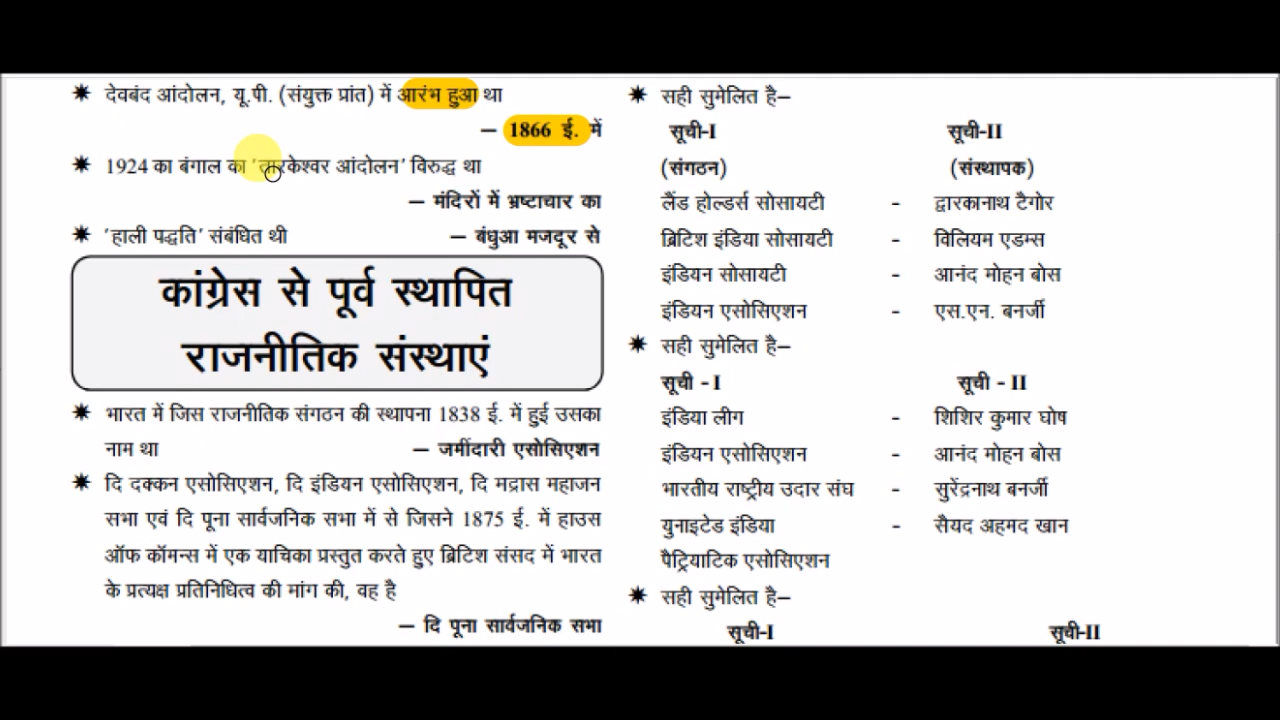 ✷ देवबंद आंदोलन, यू.पी. (संयुक्त प्रांत) में आरंभ हुआ था
– 1866 ई. में
✷ 1924 का बंगाल का 'तारकेश्वर आंदोलन' विरुद्ध था
– मंदिरों में भ्रष्टाचार का
✷ 'हाली पद्धति' संबंधित थी – बंधुआ मजदूर से
कांग्रेस से पूर्व स्थापित
राजनीतिक संस्थाएं
✷ भारत में जिस राजनीतिक संगठन की स्थापना 1838 ई. में हुई उसका
नाम था – जमींदारी एसोसिएशन
✷ दि दक्कन एसोसिएशन, दि इंडियन एसोसिएशन, दि मद्रास महाजन
सभा एवं दि पूना सार्वजनिक सभा में से जिसने 1875 ई. में हाउस
ऑफ कॉमन्स में एक याचिका प्रस्तुत करते हुए ब्रिटिश संसद में भारत
के प्रत्यक्ष प्रतिनिधित्व की मांग की, वह है
– दि पूना सार्वजनिक सभा
✷ सही सुमेलित है–
सूची-I सूची-II
(संगठन) (संस्थापक)
लैंड होल्डर्स सोसायटी - द्वारकानाथ टैगोर
ब्रिटिश इंडिया सोसायटी - विलियम एडम्स
इंडियन सोसायटी - आनंद मोहन बोस
इंडियन एसोसिएशन - एस.एन. बनर्जी
✷ सही सुमेलित है–
सूची -I सूची - II
इंडिया लीग - शिशिर कुमार घोष
इंडियन एसोसिएशन - आनंद मोहन बोस
भारतीय राष्ट्रीय उदार संघ - सुरेंद्रनाथ बनर्जी
युनाइटेड इंडिया - सैयद अहमद खान
पैट्रियाटिक एसोसिएशन
✷ सही सुमेलित है–
सूची-I सूची-II